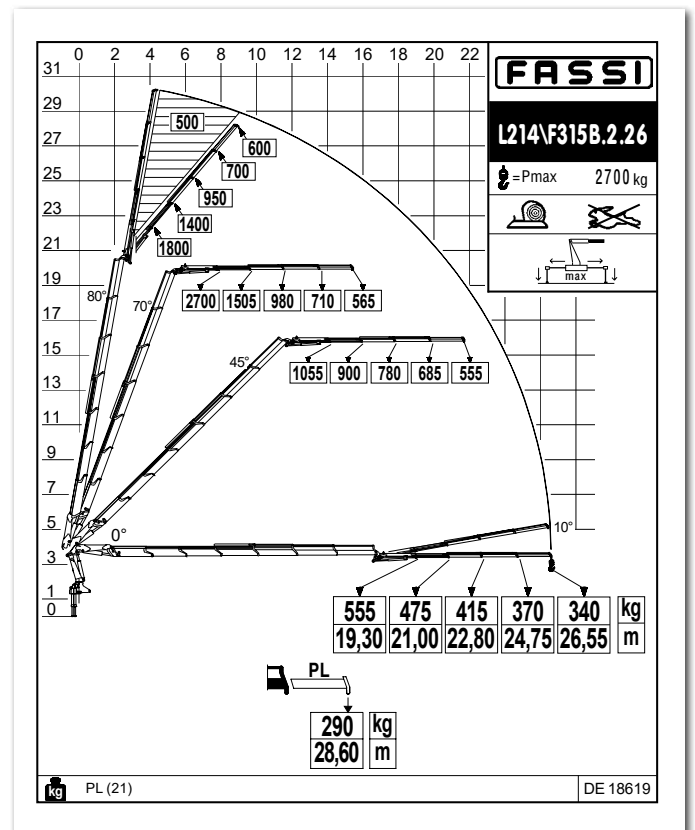 0 2 4 6 8 10 12 14 16 18 20 22
31
29
27
25
23
21
19
17
15
13
11
9
7
5
3
1
0
FASSI
L214\F315B.2.26
=Pmax 2700 kg
max
500
600
700
950
1400
1800
80°
70°
2700 1505 980 710 565
45°
1055 900 780 685 555
0°
10°
555 475 415 370 340 kg
19,30 21,00 22,80 24,75 26,55 m
PL
290 kg
28,60 m
kg PL (21) DE 18619